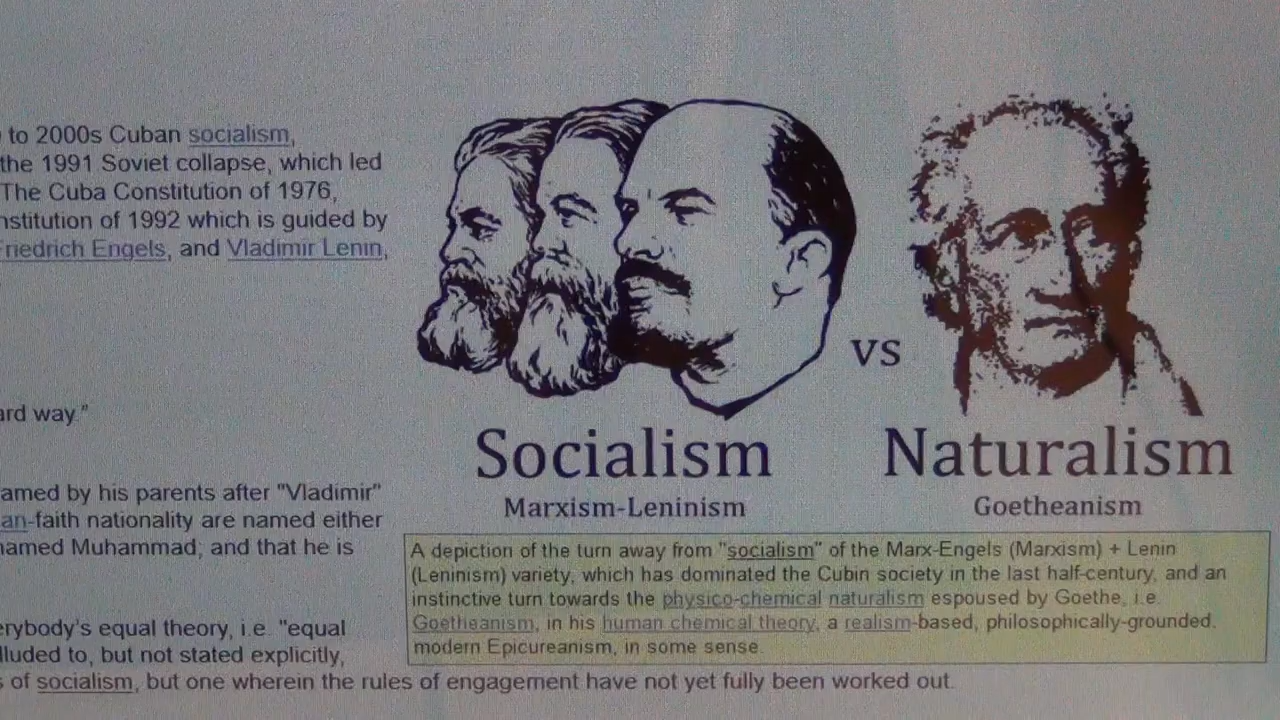 to 2000s Cuban socialism,
the 1991 Soviet collapse, which led
The Cuba Constitution of 1976,
nstitution of 1992 which is guided by
Friedrich Engels, and Vladimir Lenin,
ard way."
amed by his parents after "Vladimir"
an-faith nationality are named either
named Muhammad; and that he is
erybody's equal theory, i.e. "equal
lluded to, but not stated explicitly,
s of socialism, but one wherein the rules of engagement have not yet fully been worked out.
vs
Socialism
Marxism-Leninism
Naturalism
Goetheanism
A depiction of the turn away from "socialism" of the Marx-Engels (Marxism) + Lenin
(Leninism) variety, which has dominated the Cubin society in the last half-century, and an
instinctive turn towards the physico-chemical naturalism espoused by Goethe, i.e.
Goetheanism, in his human chemical theory, a realism-based, philosophically-grounded,
modern Epicureanism, in some sense.